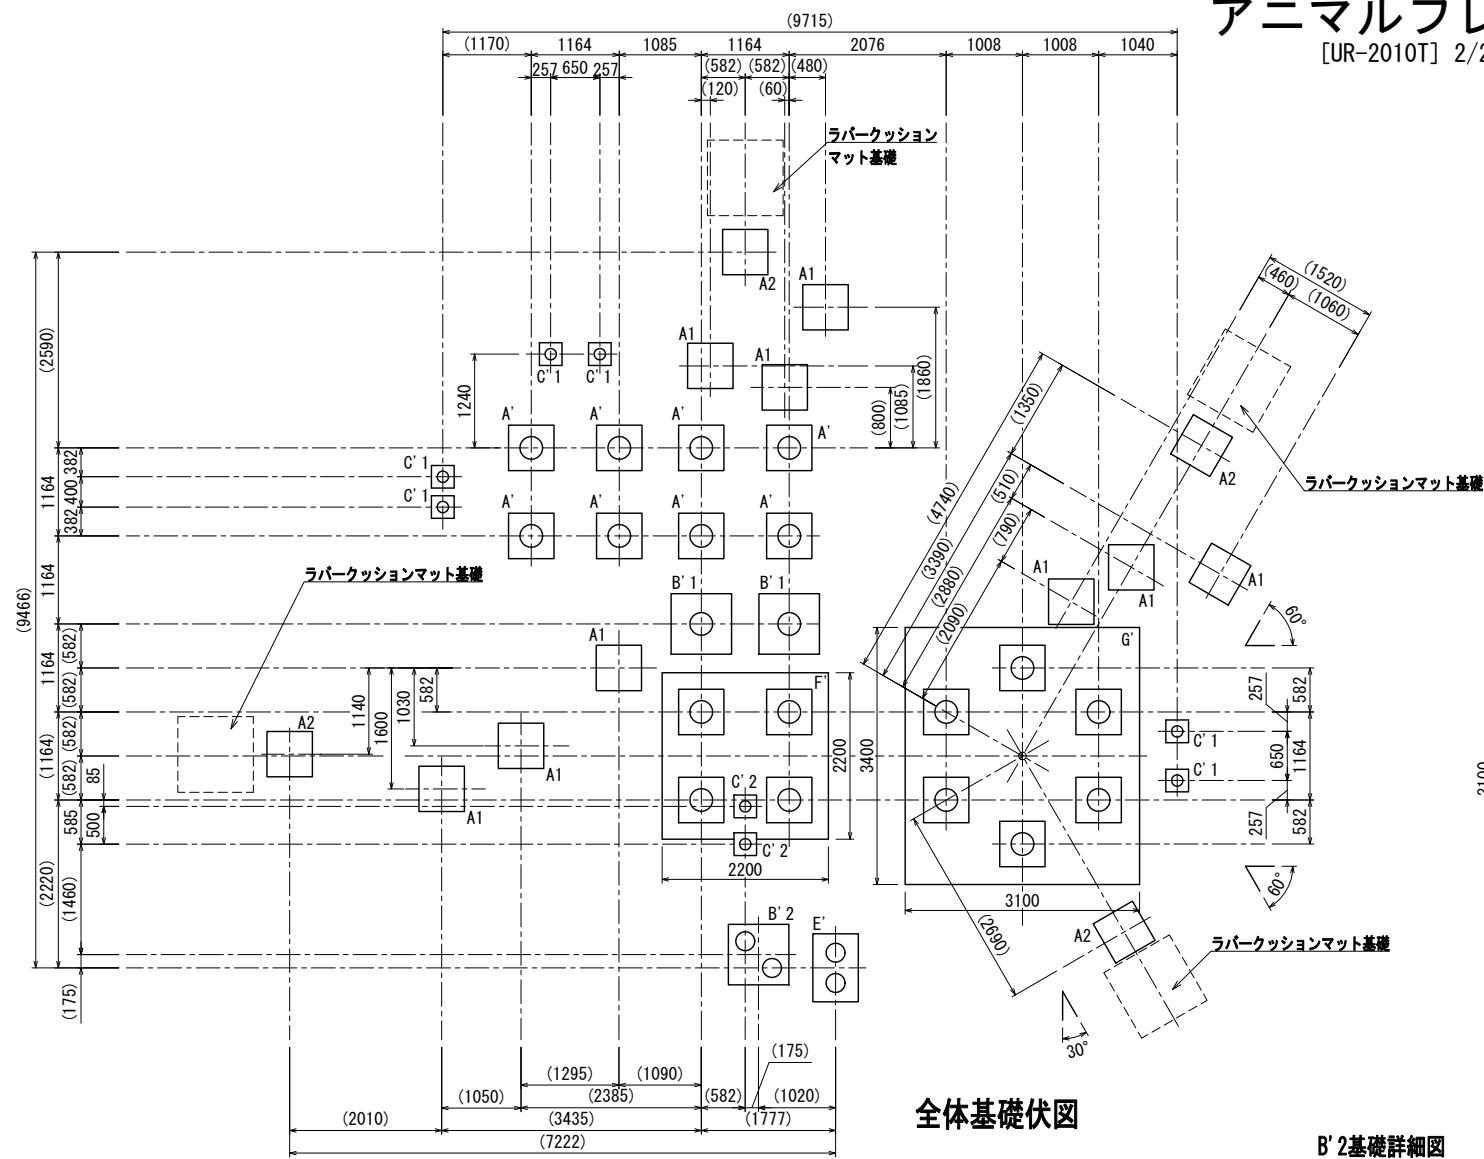 アニマルフレ
[UR-2010T] 2/2
(9715)
(1170) 1164 1085 1164 2076 1008 1008 1040
257 650 257 (582) (582) (480)
(120) (60)
ラバークッション
マット基礎
A2
A1
A1
A1
C'1 C'1
(2590)
1240
(1860)
(1085)
(800)
A' A' A' A'
C'1
C'1
A' A' A' A'
382
400
382
1164
1164
1164
(9466)
B'1 B'1
ラバークッションマット基礎
A2
A1
A1
A1
(582)
(582)
(582)
(582)
(1164)
85
585
500
(2220)
(1460)
(175)
1140
1600
1030
582
F'
2200
2200
C'2
C'2
B'2
E'
(1520)
(460) (1060)
(1350)
(510)
(790)
(4740)
(3390)
(2880)
(2090)
A2
ラバークッションマット基礎
A1
A1
A1
60°
G'
3400
3100
C'1
C'1
257
650
257
582
1164
582
3100
60°
(2690)
A2
ラバークッションマット基礎
30°
(175)
(1295) (1090)
(1050) (2385) (582) (1020)
(2010) (3435) (1777)
(7222)
全体基礎伏図
B'2基礎詳細図